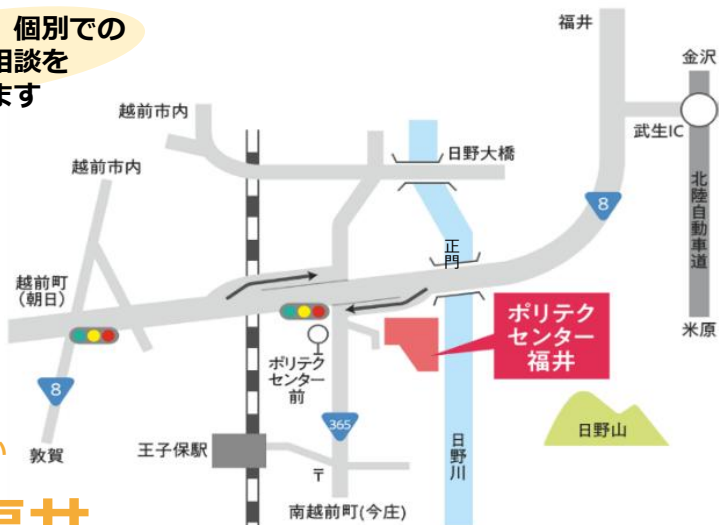 個別での
相談を
ます
福井
金沢
武生IC
越前市内
日野大橋
越前市内
8
北陸自動車道
正門
越前町
(朝日)
ポリテク
センター
福井
米原
ポリテク
センター
前
8
365
日野山
敦賀
王子保駅
〒
日野川
南越前町(今庄)